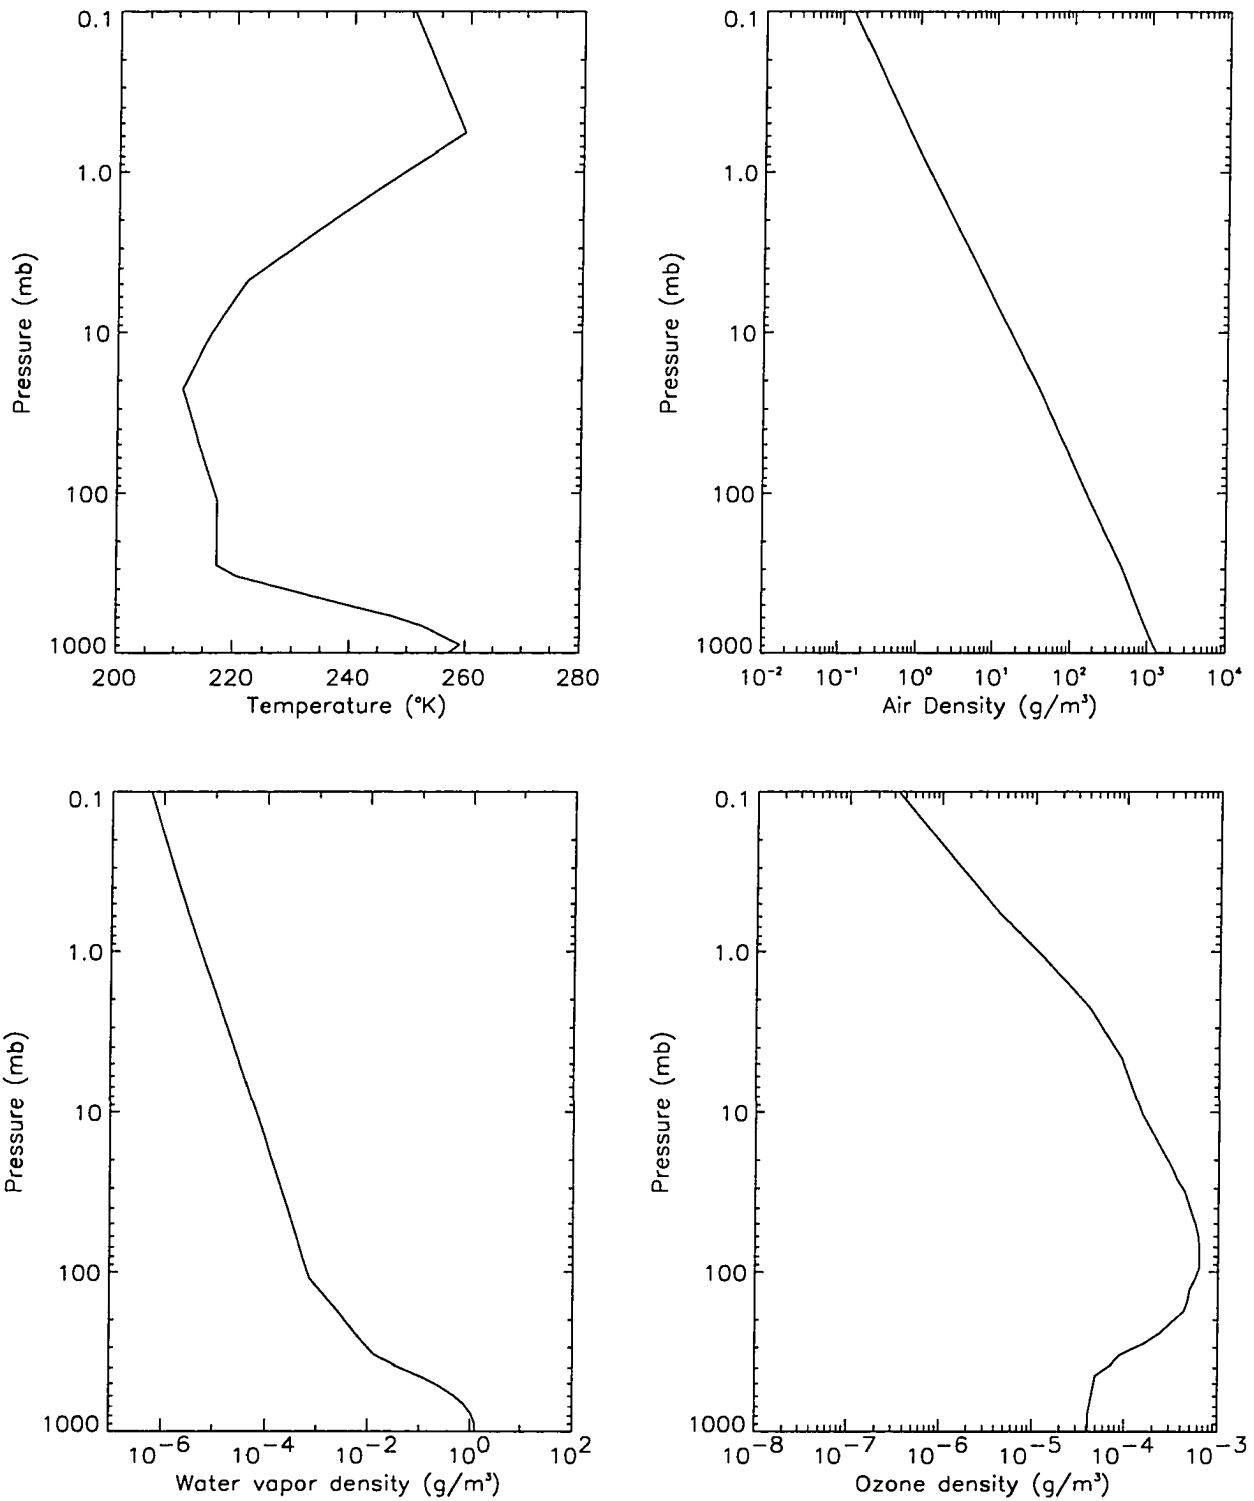 0.1
1.0
10
100
1000
Pressure (mb)
200 220 240 260 280
Temperature (°K)
0.1
1.0
10
100
1000
Pressure (mb)
10⁻² 10⁻¹ 10⁰ 10¹ 10² 10³ 10⁴
Air Density (g/m³)
0.1
1.0
10
100
1000
Pressure (mb)
10⁻⁶ 10⁻⁴ 10⁻² 10⁰ 10²
Water vapor density (g/m³)
0.1
1.0
10
100
1000
Pressure (mb)
10⁻⁸ 10⁻⁷ 10⁻⁶ 10⁻⁵ 10⁻⁴ 10⁻³
Ozone density (g/m³)